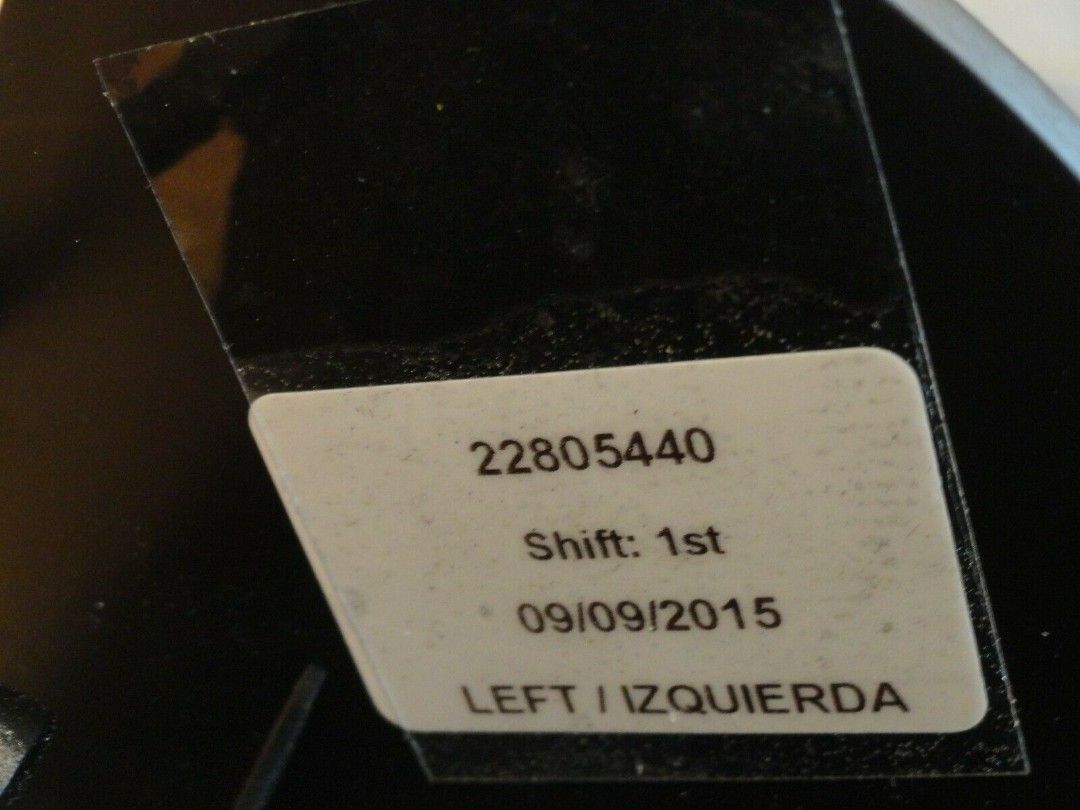 22805440
Shift: 1st
09/09/2015
LEFT / IZQUIERDA